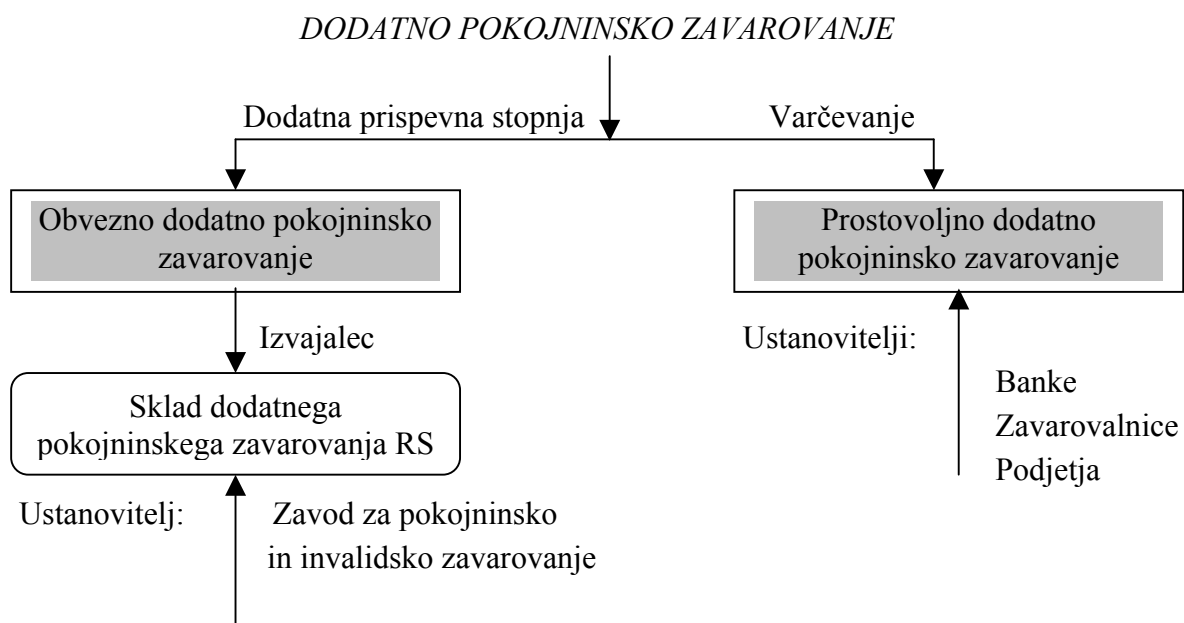 DODATNO POKOJNINSKO ZAVAROVANJE
Dodatna prispevna stopnja
Varčevanje
Obvezno dodatno pokojninsko
zavarovanje
Prostovoljno dodatno
pokojninsko zavarovanje
Izvajalec
Ustanovitelji:
Banke
Zavarovalnice
Podjetja
Sklad dodatnega
pokojninskega zavarovanja RS
Ustanovitelj:
Zavod za pokojninsko
in invalidsko zavarovanje